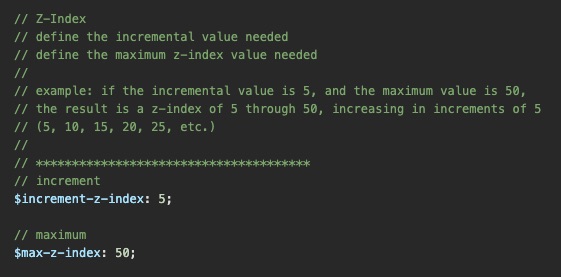 // Z-Index
// define the incremental value needed
// define the maximum z-index value needed
//
// example: if the incremental value is 5, and the maximum value is 50,
// the result is a z-index of 5 through 50, increasing in increments of 5
// (5, 10, 15, 20, 25, etc.)
//
// **************************************
// increment
$increment-z-index: 5;

// maximum
$max-z-index: 50;